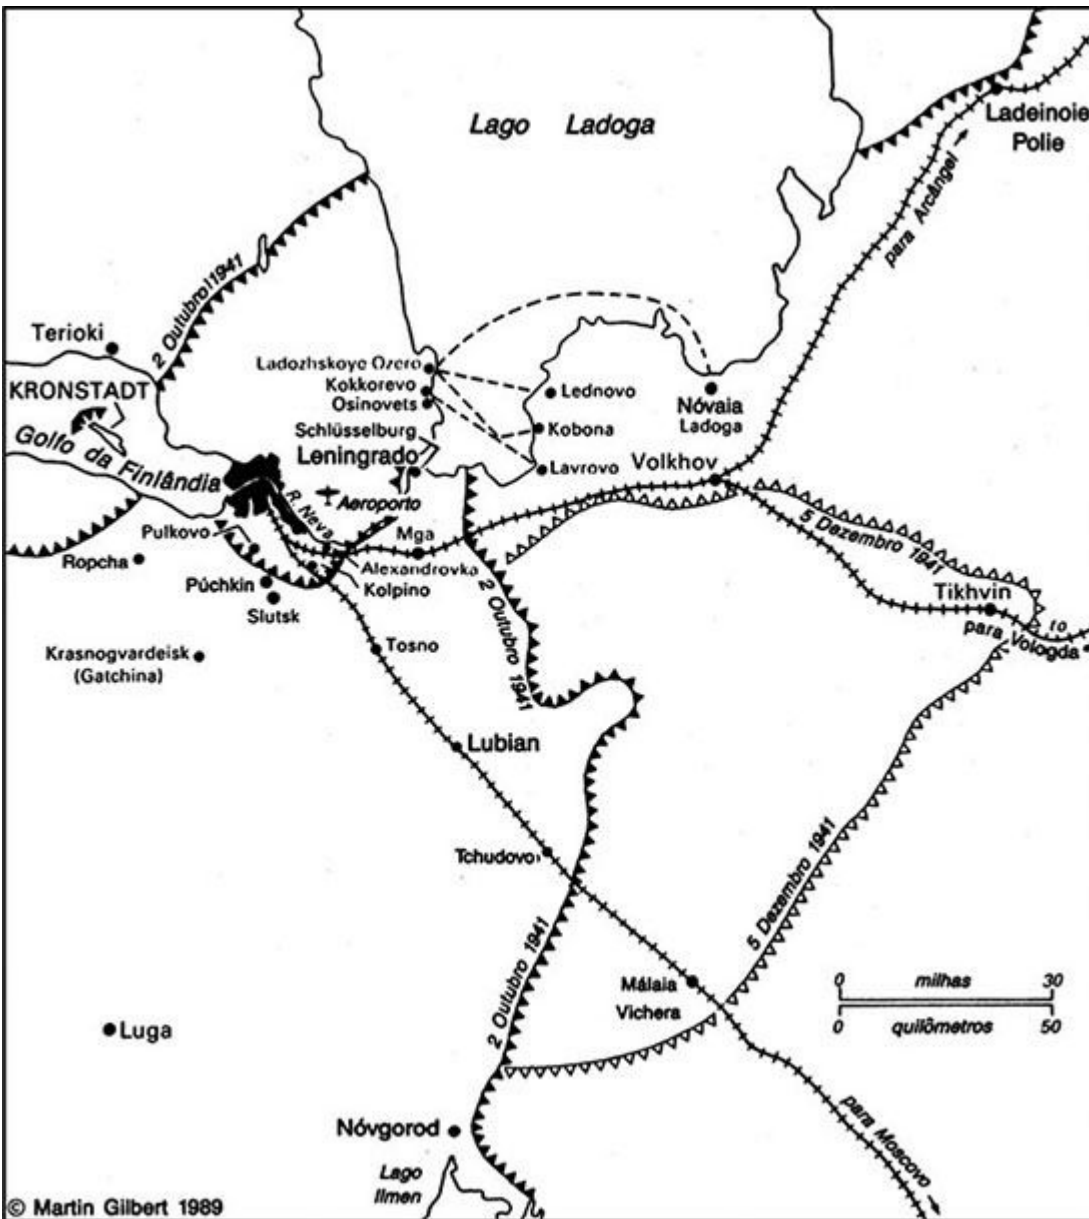 Lago Ladoga
Ladeinoie
Polie
para Arcângel
2 Outubro 1941
Terioki
KRONSTADT
Golfo da Finlândia
Ladozhskoye Ozero
Kokkorevo
Osinovets
Schlüsselburg
Leningrado
Lednovo
Kobona
Lavrovo
Nóvaia
Ladoga
Volkhov
R. Neva
Aeroporto
Pulkovo
Ropcha
Mga
Alexandrovka
Kolpino
Púchkin
Slutsk
Krasnogvardeisk
(Gatchina)
Tosno
2 Outubro 1941
5 Dezembro 1941
Tikhvin
to
para Vologda
Lubian
Tchudovo
5 Dezembro 1941
2 Outubro 1941
Málaia
Vichera
0 milhas 30
0 quilômetros 50
Luga
Nóvgorod
Lago
Ilmen
para Moscovo
© Martin Gilbert 1989